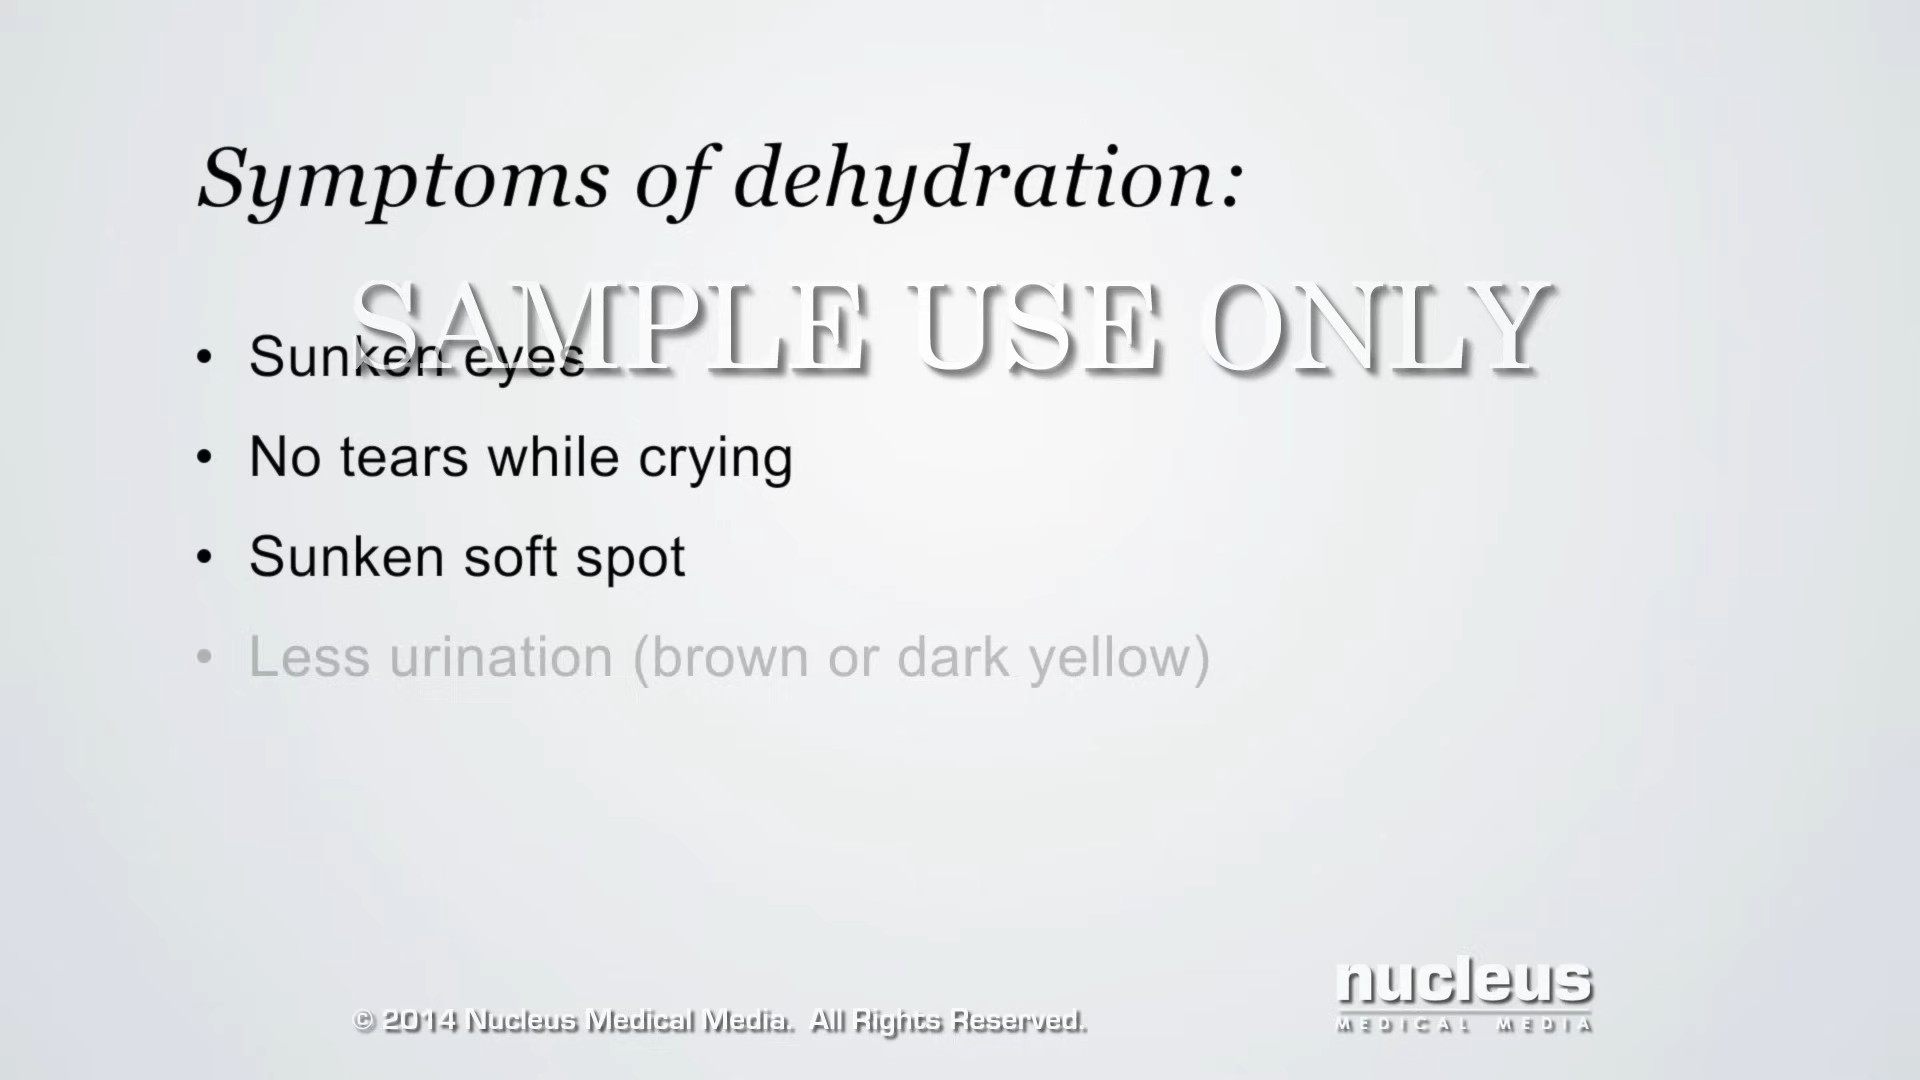 Symptoms of dehydration:
SAMPLE USE ONLY
• Sunken eyes
• No tears while crying
• Sunken soft spot
• Less urination (brown or dark yellow)
nucleus
MEDICAL MEDIA
© 2014 Nucleus Medical Media. All Rights Reserved.